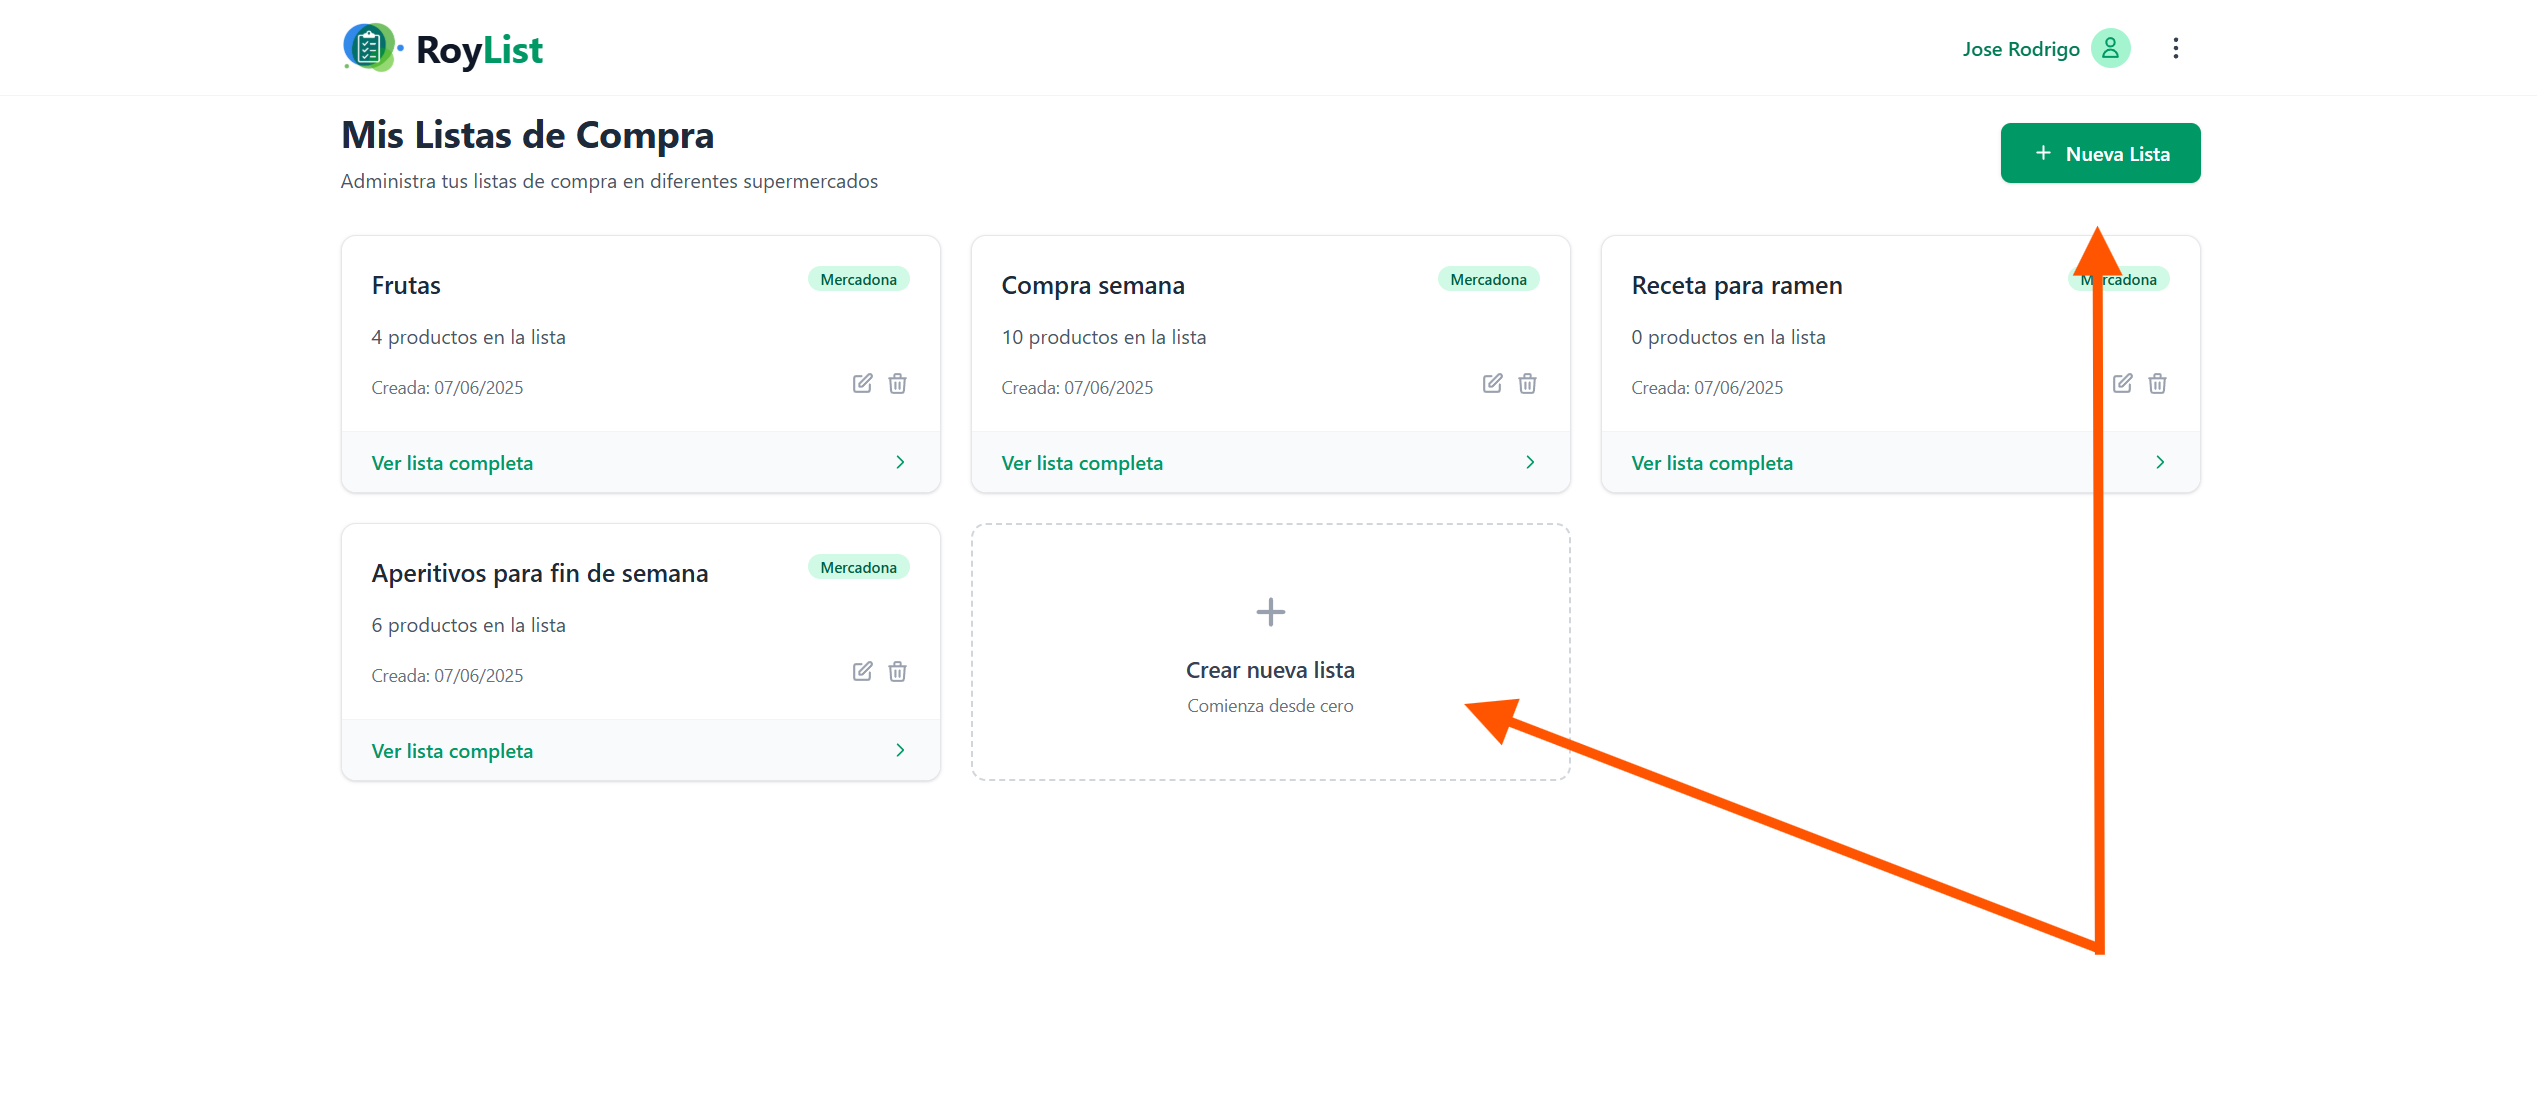 RoyList
Jose Rodrigo
Mis Listas de Compra
Administra tus listas de compra en diferentes supermercados
+ Nueva Lista
Frutas
Mercadona
4 productos en la lista
Creada: 07/06/2025
Ver lista completa
Compra semana
Mercadona
10 productos en la lista
Creada: 07/06/2025
Ver lista completa
Receta para ramen
Mercadona
0 productos en la lista
Creada: 07/06/2025
Ver lista completa
Aperitivos para fin de semana
Mercadona
6 productos en la lista
Creada: 07/06/2025
Ver lista completa
Crear nueva lista
Comienza desde cero